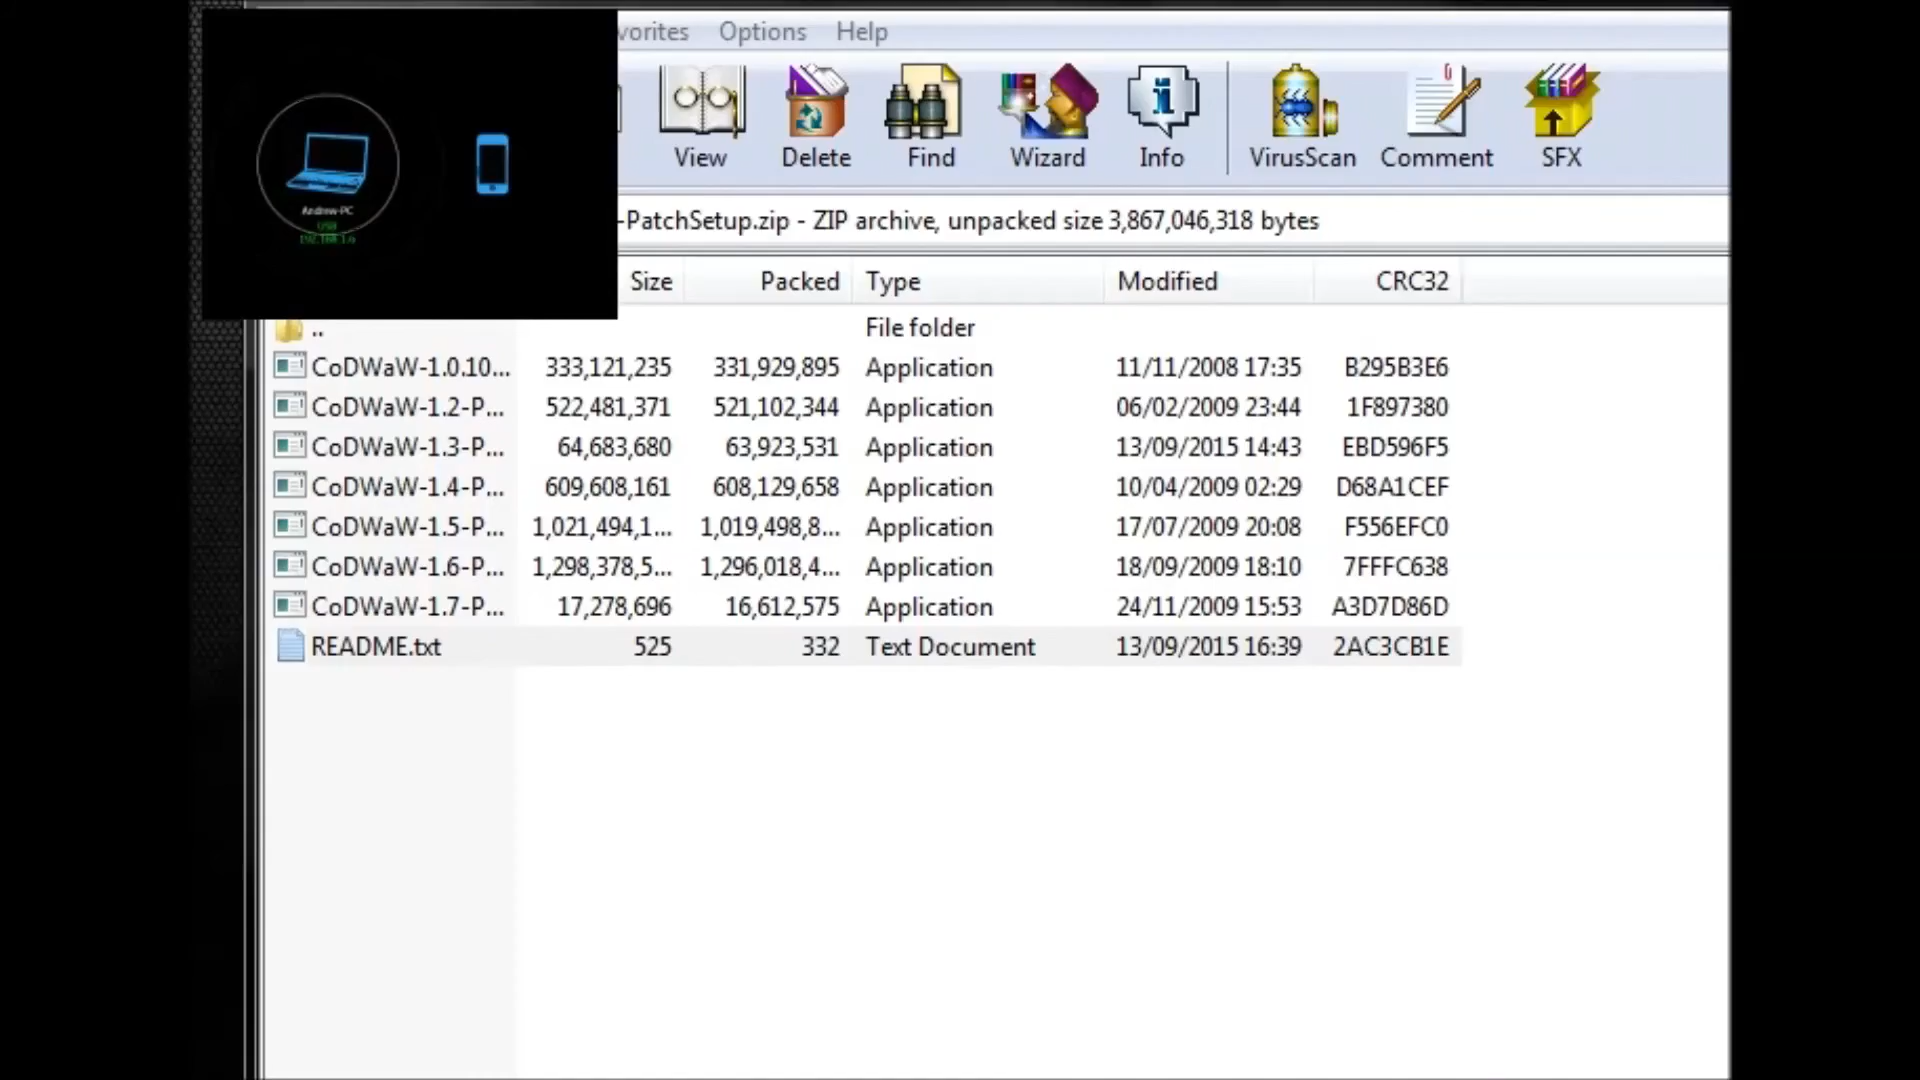 vorites Options Help
View Delete Find Wizard Info VirusScan Comment SFX
-PatchSetup.zip - ZIP archive, unpacked size 3,867,046,318 bytes
Size Packed Type Modified CRC32
.. File folder
CoDWaW-1.0.10... 333,121,235 331,929,895 Application 11/11/2008 17:35 B295B3E6
CoDWaW-1.2-P... 522,481,371 521,102,344 Application 06/02/2009 23:44 1F897380
CoDWaW-1.3-P... 64,683,680 63,923,531 Application 13/09/2015 14:43 EBD596F5
CoDWaW-1.4-P... 609,608,161 608,129,658 Application 10/04/2009 02:29 D68A1CEF
CoDWaW-1.5-P... 1,021,494,1... 1,019,498,8... Application 17/07/2009 20:08 F556EFC0
CoDWaW-1.6-P... 1,298,378,5... 1,296,018,4... Application 18/09/2009 18:10 7FFFC638
CoDWaW-1.7-P... 17,278,696 16,612,575 Application 24/11/2009 15:53 A3D7D86D
README.txt 525 332 Text Document 13/09/2015 16:39 2AC3CB1E
Andrew-PC
USB
192.168.1.6